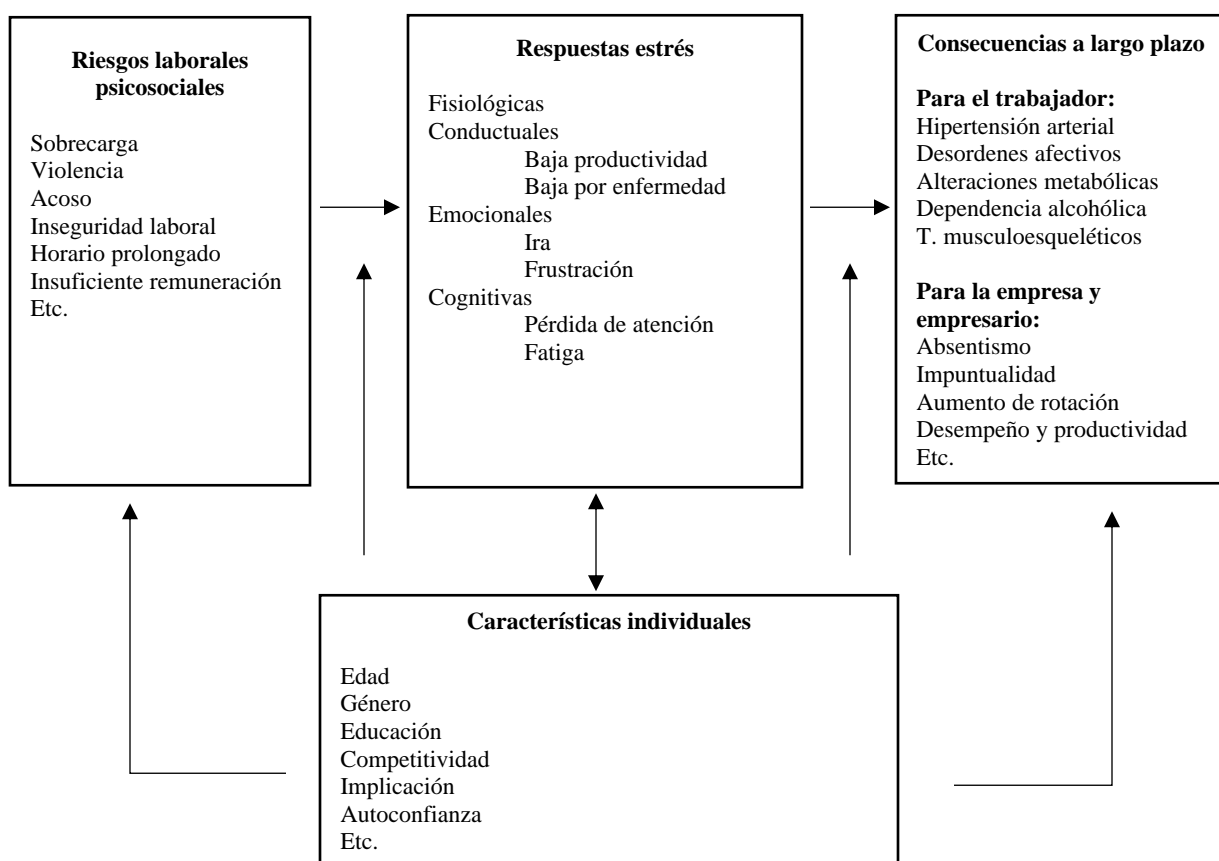 Riesgos laborales
psicosociales
Sobrecarga
Violencia
Acoso
Inseguridad laboral
Horario prolongado
Insuficiente remuneración
Etc.
Respuestas estrés
Fisiológicas
Conductuales
Baja productividad
Baja por enfermedad
Emocionales
Ira
Frustración
Cognitivas
Pérdida de atención
Fatiga
Consecuencias a largo plazo
Para el trabajador:
Hipertensión arterial
Desordenes afectivos
Alteraciones metabólicas
Dependencia alcohólica
T. musculoesqueléticos
Para la empresa y
empresario:
Absentismo
Impuntualidad
Aumento de rotación
Desempeño y productividad
Etc.
Característísticas individuales
Edad
Género
Educación
Competitividad
Implicación
Autoconfianza
Etc.